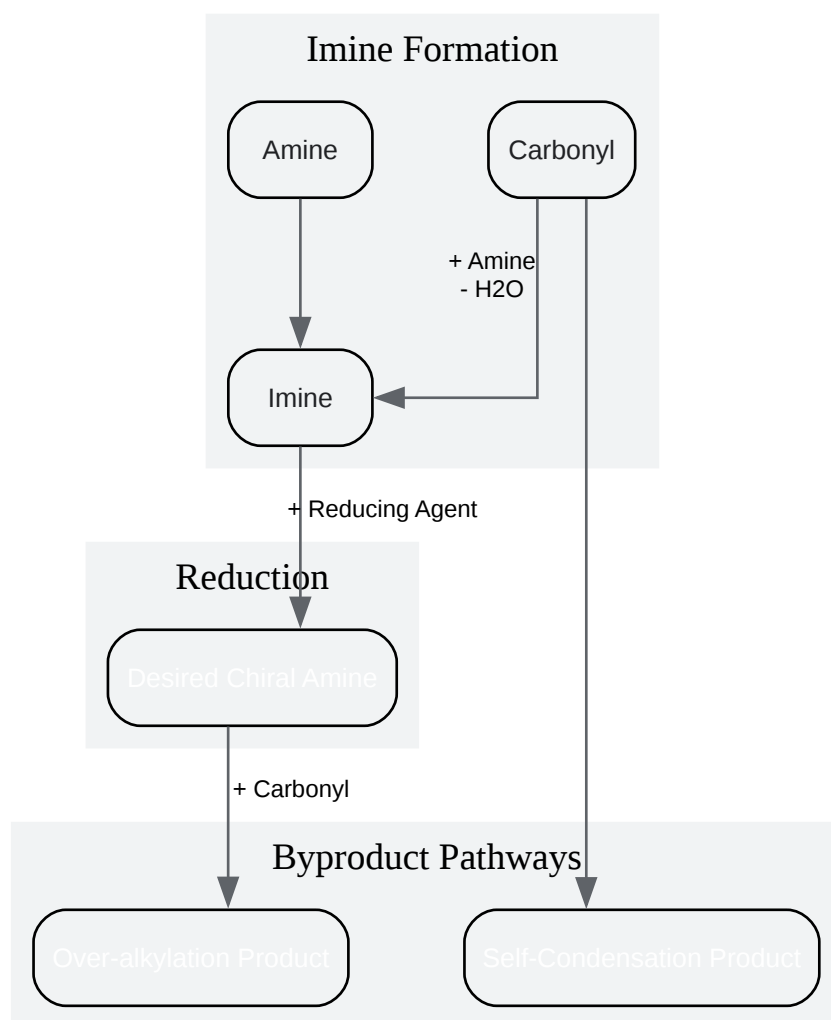 Imine Formation
Amine
Carbonyl
+ Amine
- H2O
Imine
+ Reducing Agent
Reduction
Desired Chiral Amine
+ Carbonyl
Byproduct Pathways
Over-alkylation Product
Self-Condensation Product